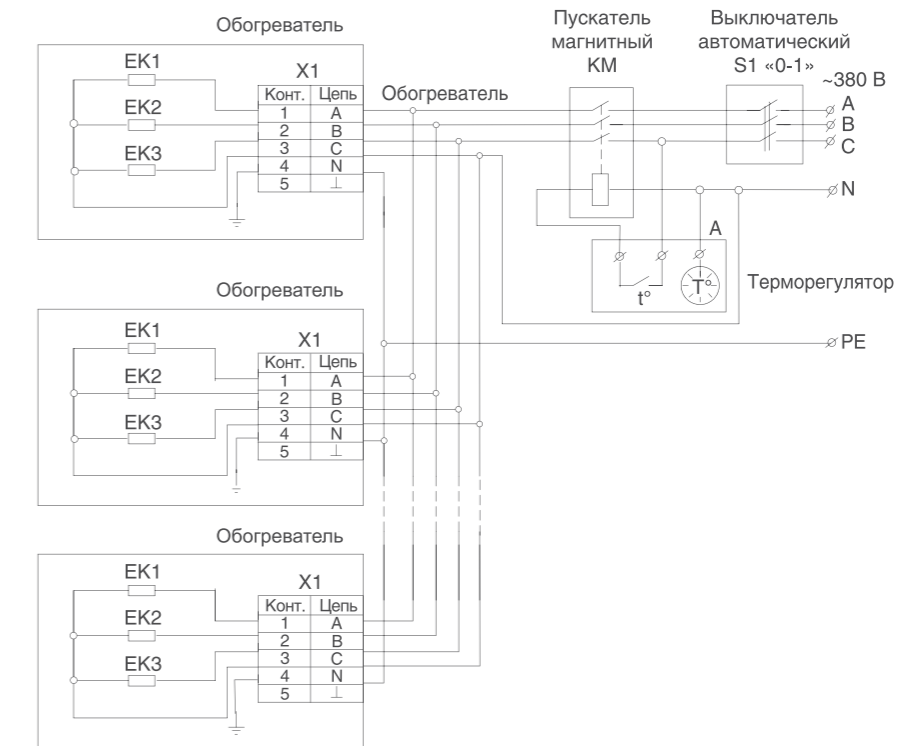 Обогреватель
EK1
EK2
EK3
X1
Конт. Цепь
1 A
2 B
3 C
4 N
5 ⊥
Обогреватель
Пускатель
магнитный
КМ
Выключатель
автоматический
S1 «0-1»
~380 В
A
B
C
N
A
t°
T°
Терморегулятор
PE
Обогреватель
EK1
EK2
EK3
X1
Конт. Цепь
1 A
2 B
3 C
4 N
5 ⊥
Обогреватель
EK1
EK2
EK3
X1
Конт. Цепь
1 A
2 B
3 C
4 N
5 ⊥